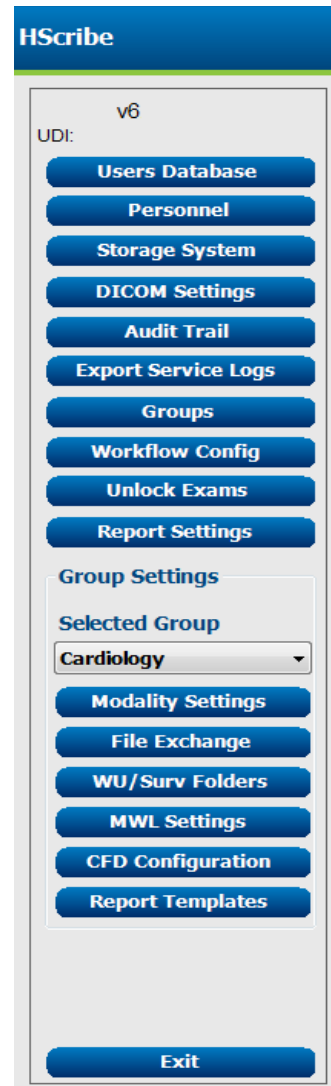 HScribe
v6
UDI:
Users Database
Personnel
Storage System
DICOM Settings
Audit Trail
Export Service Logs
Groups
Workflow Config
Unlock Exams
Report Settings
Group Settings
Selected Group
Cardiology
Modality Settings
File Exchange
WU/Surv Folders
MWL Settings
CFD Configuration
Report Templates
Exit